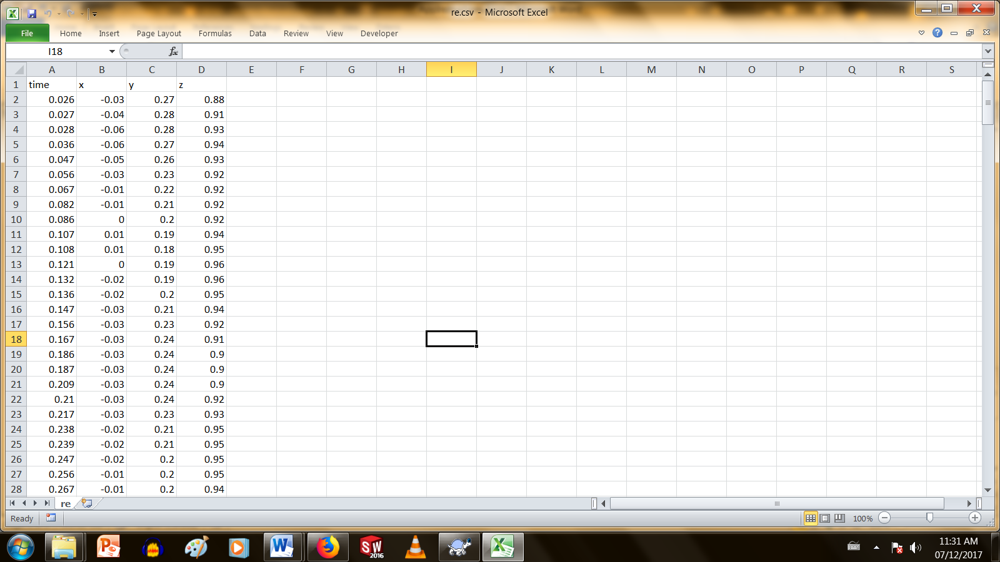 re.csv - Microsoft Excel
File Home Insert Page Layout Formulas Data Review View Developer
I18 fx
A B C D E F G H I J K L M N O P Q R S
1 time x y z
2 0.026 -0.03 0.27 0.88
3 0.027 -0.04 0.28 0.91
4 0.028 -0.06 0.28 0.93
5 0.036 -0.06 0.27 0.94
6 0.047 -0.05 0.26 0.93
7 0.056 -0.03 0.23 0.92
8 0.067 -0.01 0.22 0.92
9 0.082 -0.01 0.21 0.92
10 0.086 0 0.2 0.92
11 0.107 0.01 0.19 0.94
12 0.108 0.01 0.18 0.95
13 0.121 0 0.19 0.96
14 0.132 -0.02 0.19 0.96
15 0.136 -0.02 0.2 0.95
16 0.147 -0.03 0.21 0.94
17 0.156 -0.03 0.23 0.92
18 0.167 -0.03 0.24 0.91
19 0.186 -0.03 0.24 0.9
20 0.187 -0.03 0.24 0.9
21 0.209 -0.03 0.24 0.9
22 0.21 -0.03 0.24 0.92
23 0.217 -0.03 0.23 0.93
24 0.238 -0.02 0.21 0.95
25 0.239 -0.02 0.21 0.95
26 0.247 -0.02 0.2 0.95
27 0.256 -0.01 0.2 0.95
28 0.267 -0.01 0.2 0.94
re
Ready 100%
SW 2016
11:31 AM
07/12/2017